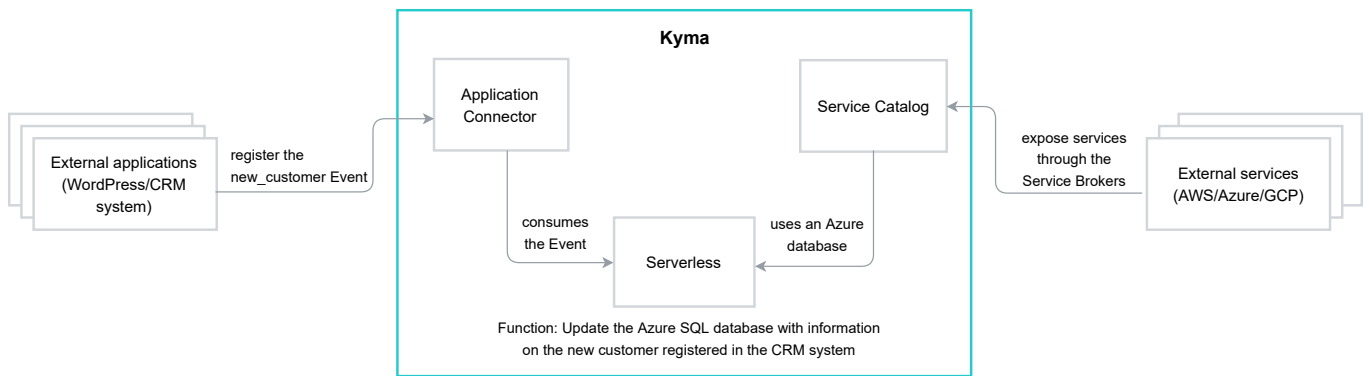 Kyma
Application
Connector
Service Catalog
External applications
(WordPress/CRM
system)
register the
new_customer Event
expose services
through the
Service Brokers
External services
(AWS/Azure/GCP)
consumes
the Event
uses an Azure
database
Serverless
Function: Update the Azure SQL database with information
on the new customer registered in the CRM system